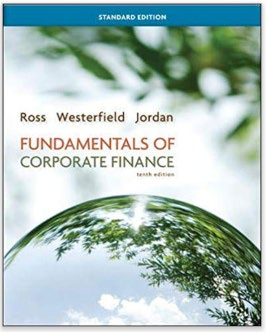 STANDARD EDITION
Ross Westerfield Jordan
FUNDAMENTALS OF
CORPORATE FINANCE
tenth edition